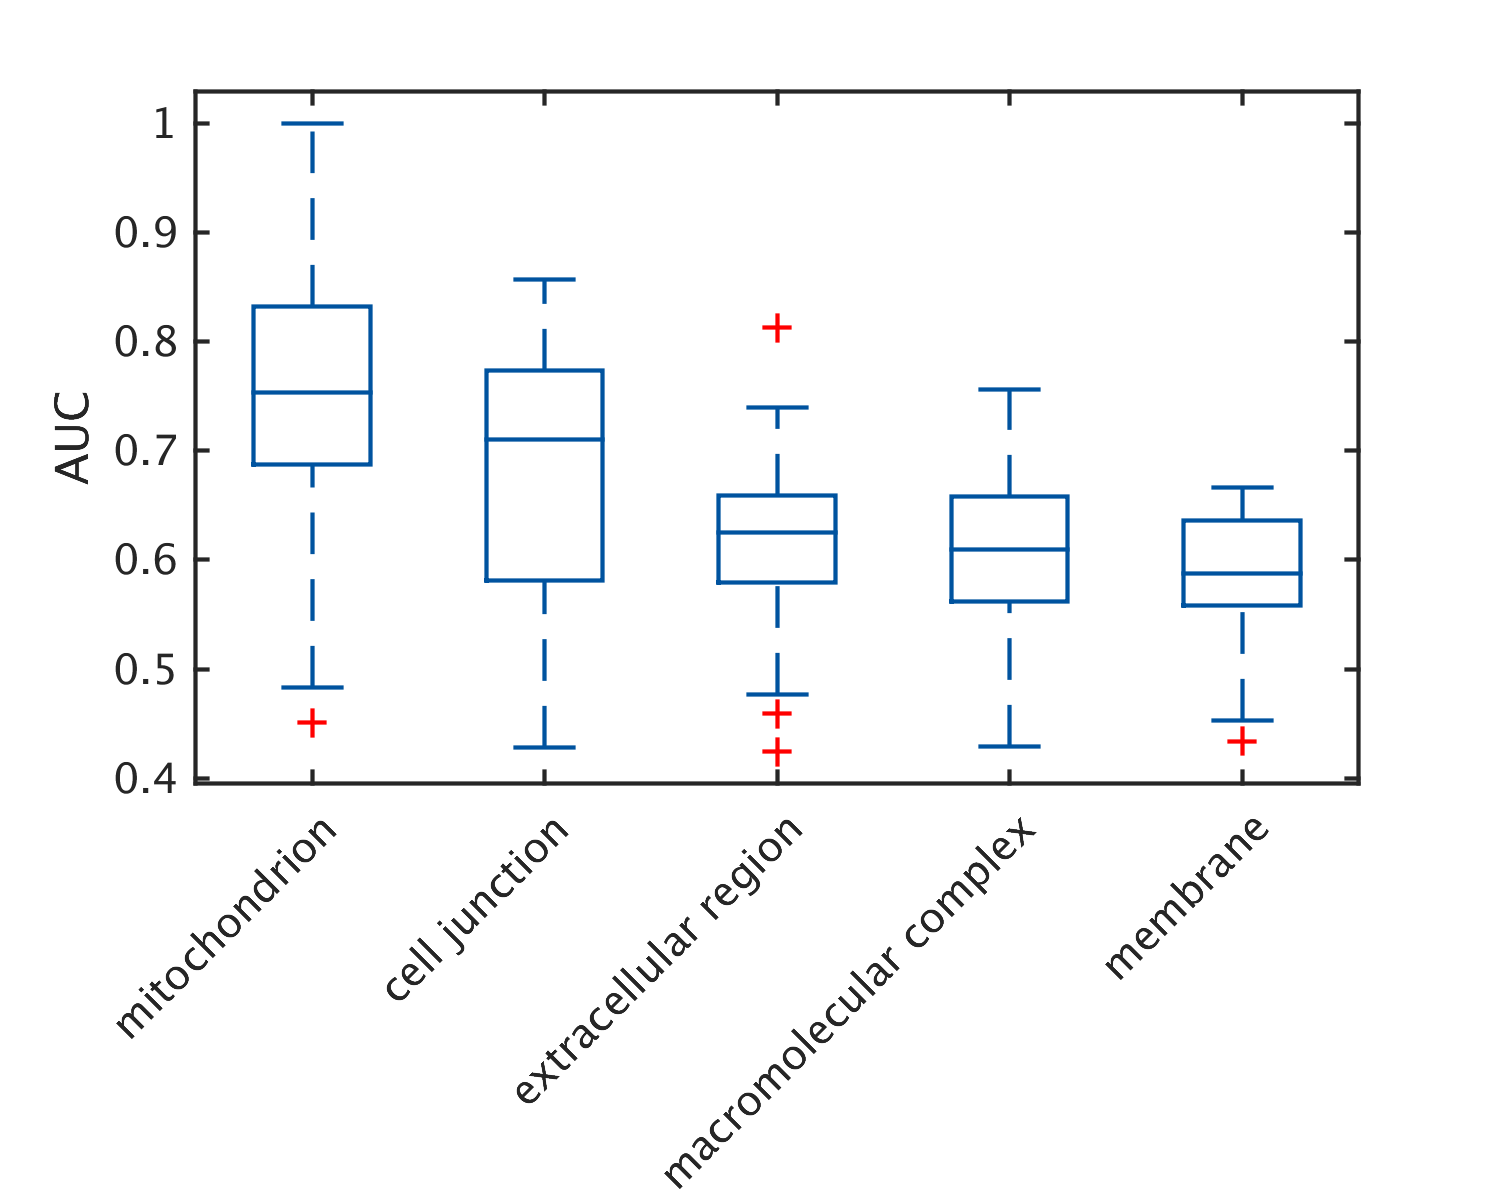 1
0.9
0.8
0.7
0.6
0.5
0.4
AUC
mitochondrion
cell junction
extracellular region
macromolecular complex
membrane